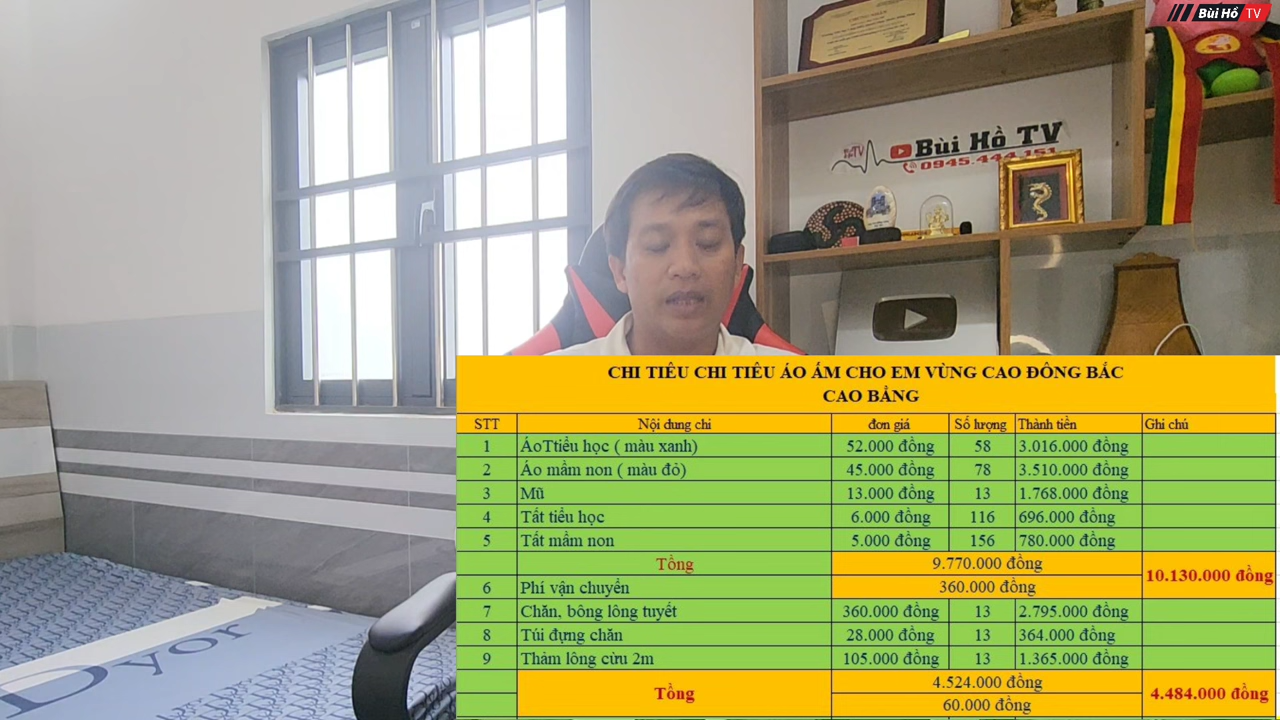 Bùi Hồ TV
Bùi Hồ TV
0945.444.151
CHI TIÊU CHI TIÊU ÁO ẤM CHO EM VÙNG CAO ĐÔNG BẮC
CAO BẰNG
STT Nội dung chi đơn giá Số lượng Thành tiền Ghi chú
1 ÁoTtiểu học ( màu xanh) 52.000 đồng 58 3.016.000 đồng
2 Áo mầm non ( màu đỏ) 45.000 đồng 78 3.510.000 đồng
3 Mũ 13.000 đồng 13 1.768.000 đồng
4 Tất tiểu học 6.000 đồng 116 696.000 đồng
5 Tất mầm non 5.000 đồng 156 780.000 đồng
Tổng 9.770.000 đồng 10.130.000 đồng
6 Phí vận chuyển 360.000 đồng
7 Chăn, bông lông tuyết 360.000 đồng 13 2.795.000 đồng
8 Túi đựng chăn 28.000 đồng 13 364.000 đồng
9 Thảm lông cừu 2m 105.000 đồng 13 1.365.000 đồng
Tổng 4.524.000 đồng 4.484.000 đồng
60.000 đồng
Dyor